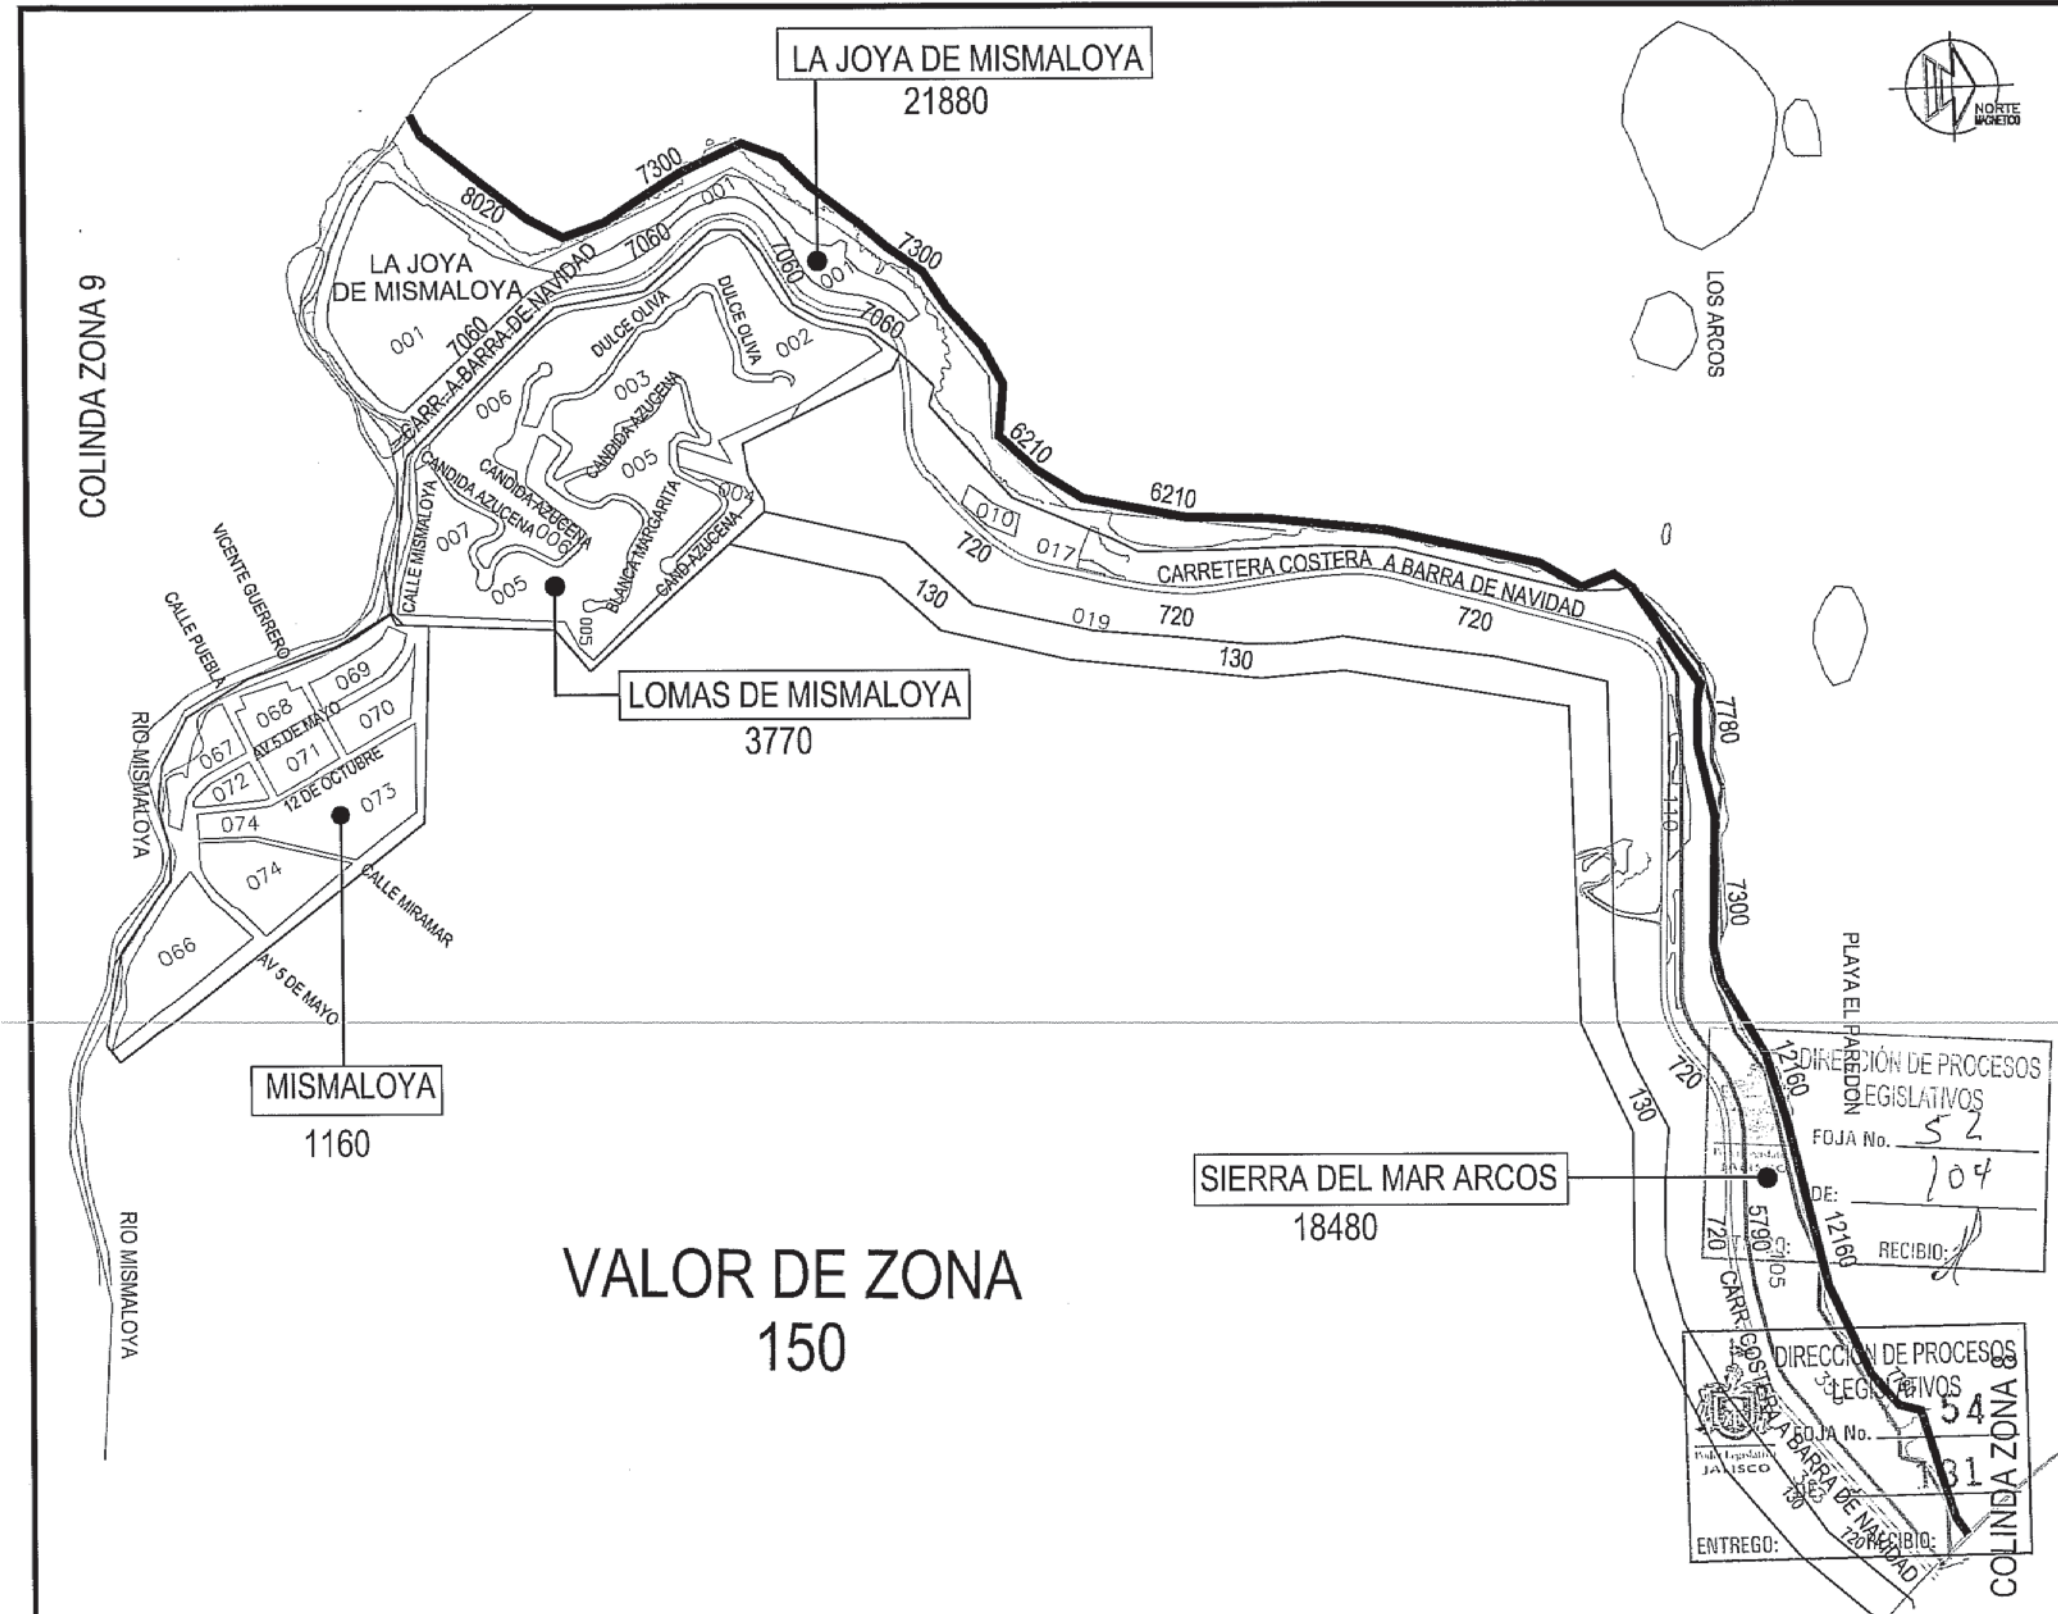 LA JOYA DE MISMALOYA
21880
NORTE
MAGNETICO
COLINDA ZONA 9
8020
7300
001
7060
7060
7300
001
7060
LA JOYA
DE MISMALOYA
001
7060
CARR. A BARRA DE NAVIDAD
DULCE OLIVA
DULCE OLIVA
002
003
006
CANDIDA AZUCENA
005
CANDIDA AZUCENA
CANDIDA AZUCENA
006
004
CAND AZUCENA
BLANCA MARGARITA
CALLE MISMALOYA
007
005
005
LOS ARCOS
6210
6210
010
017
720
CARRETERA COSTERA A BARRA DE NAVIDAD
130
019
720
720
130
LOMAS DE MISMALOYA
3770
VICENTE GUERRERO
CALLE PUEBLA
RIO MISMALOYA
069
068
070
AV 5 DE MAYO
067
071
072
12 DE OCTUBRE
073
074
074
CALLE MIRAMAR
066
AV 5 DE MAYO
MISMALOYA
1160
RIO MISMALOYA
7780
110
7300
PLAYA EL PAREDON
720
12160
130
SIERRA DEL MAR ARCOS
18480
720
5790
12160
105
CARR. COSTERA A BARRA DE NAVIDAD
130
720
VALOR DE ZONA
150
DIRECCIÓN DE PROCESOS
LEGISLATIVOS
FOJA No. 52
DE: 104
RECIBIO:
DIRECCIÓN DE PROCESOS
LEGISLATIVOS
54
FOJA No.
Poder Legislativo
JALISCO
DE 131
ENTREGO:
RECIBIO:
COLINDA ZONA 8